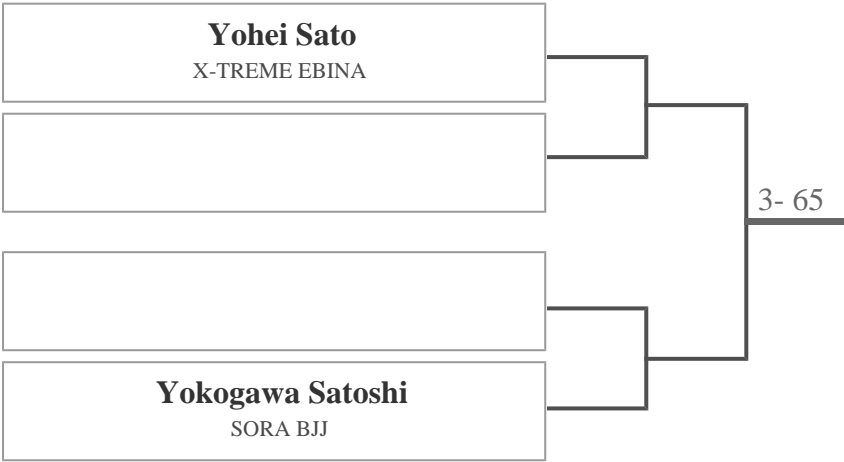 Yohei Sato
X-TREME EBINA
3- 65
Yokogawa Satoshi
SORA BJJ